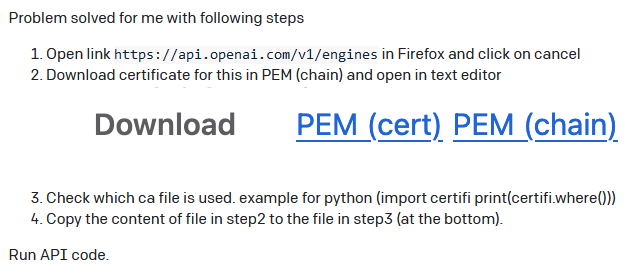 Problem solved for me with following steps
1. Open link https://api.openai.com/v1/engines in Firefox and click on cancel
2. Download certificate for this in PEM (chain) and open in text editor
Download PEM (cert) PEM (chain)
3. Check which ca file is used. example for python (import certifi print(certifi.where()))
4. Copy the content of file in step2 to the file in step3 (at the bottom).
Run API code.